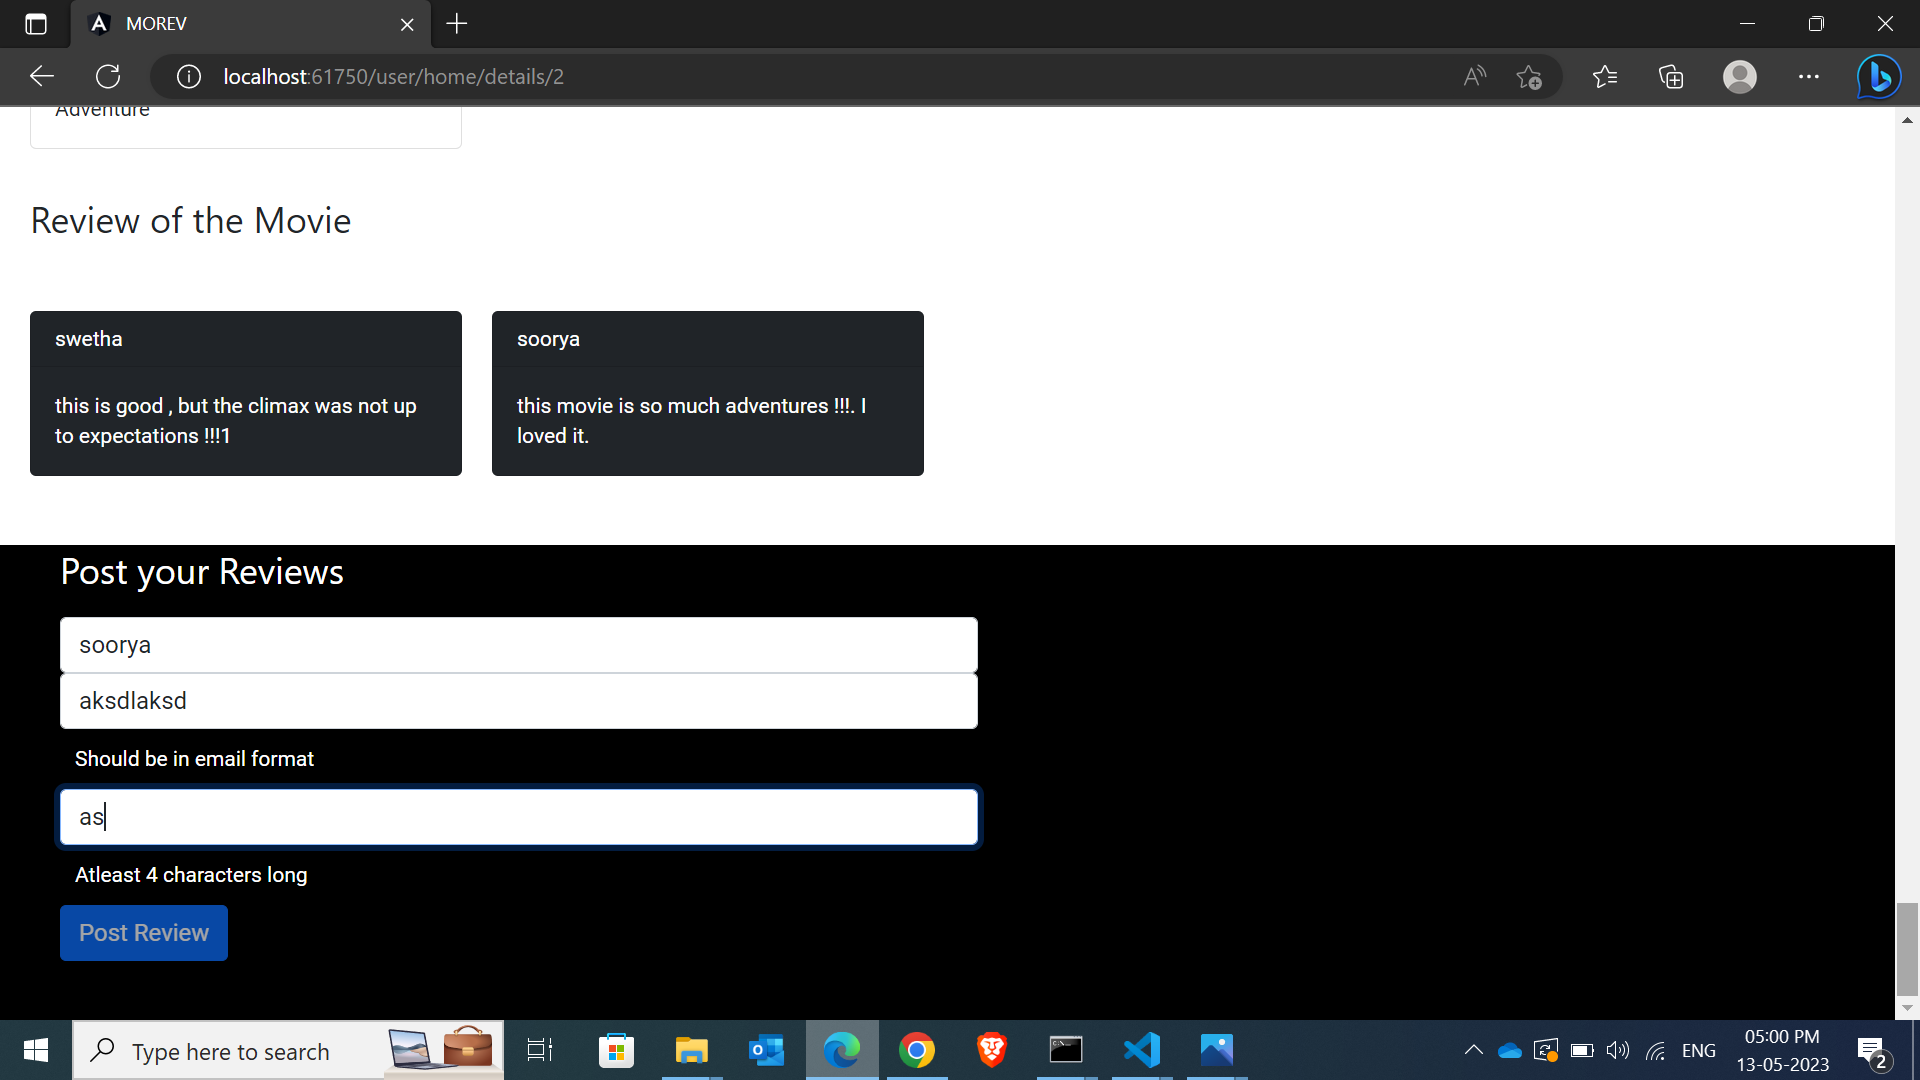 MOREV
localhost:61750/user/home/details/2
Adventure
Review of the Movie
swetha
this is good , but the climax was not up
to expectations !!!1
soorya
this movie is so much adventures !!!. I
loved it.
Post your Reviews
soorya
aksdlaksd
Should be in email format
as
Atleast 4 characters long
Post Review
Type here to search
ENG
05:00 PM
13-05-2023
2